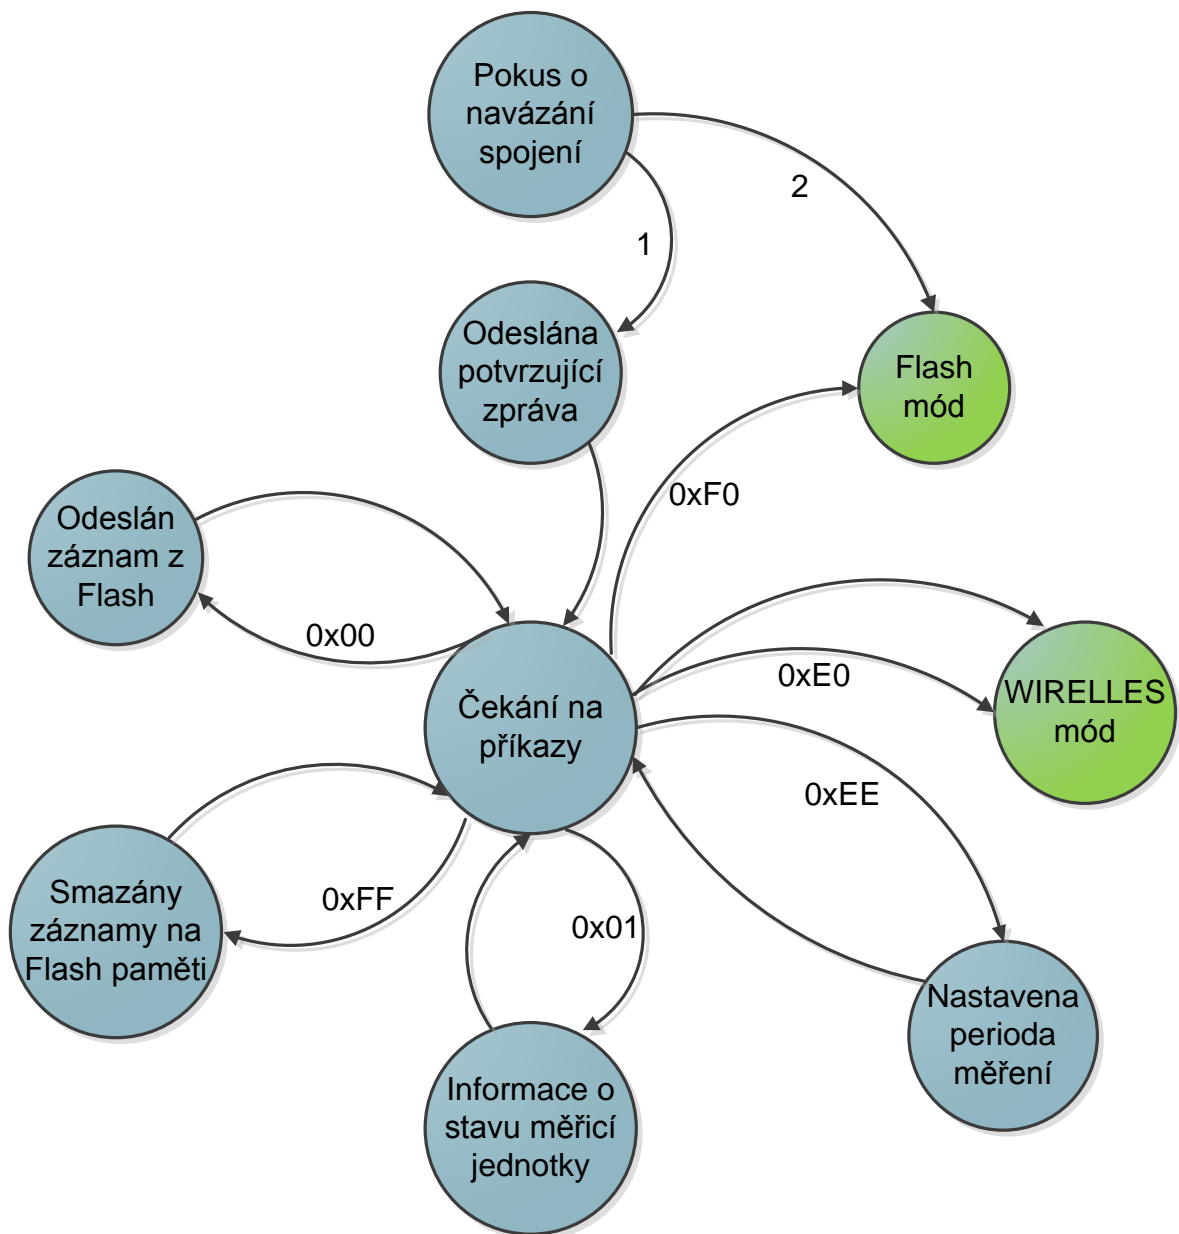 Pokus o
navázání
spojení
2
1
Odeslána
potvrzující
zpráva
Flash
mód
0xF0
Odeslán
záznam z
Flash
0x00
Čekání na
příkazy
0xE0
WIRELLES
mód
0xEE
Smazány
záznamy na
Flash paměti
0xFF
0x01
Nastavena
perioda
měření
Informace o
stavu měřicí
jednotky